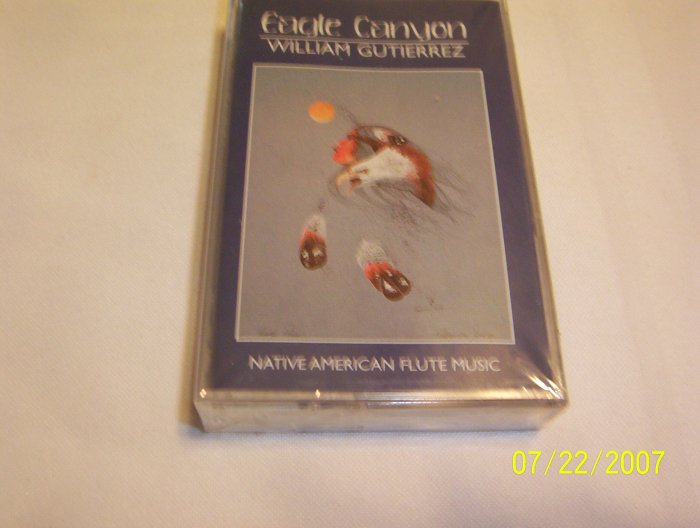 Eagle Canyon
WILLIAM GUTIERREZ
NATIVE AMERICAN FLUTE MUSIC
07/22/2007